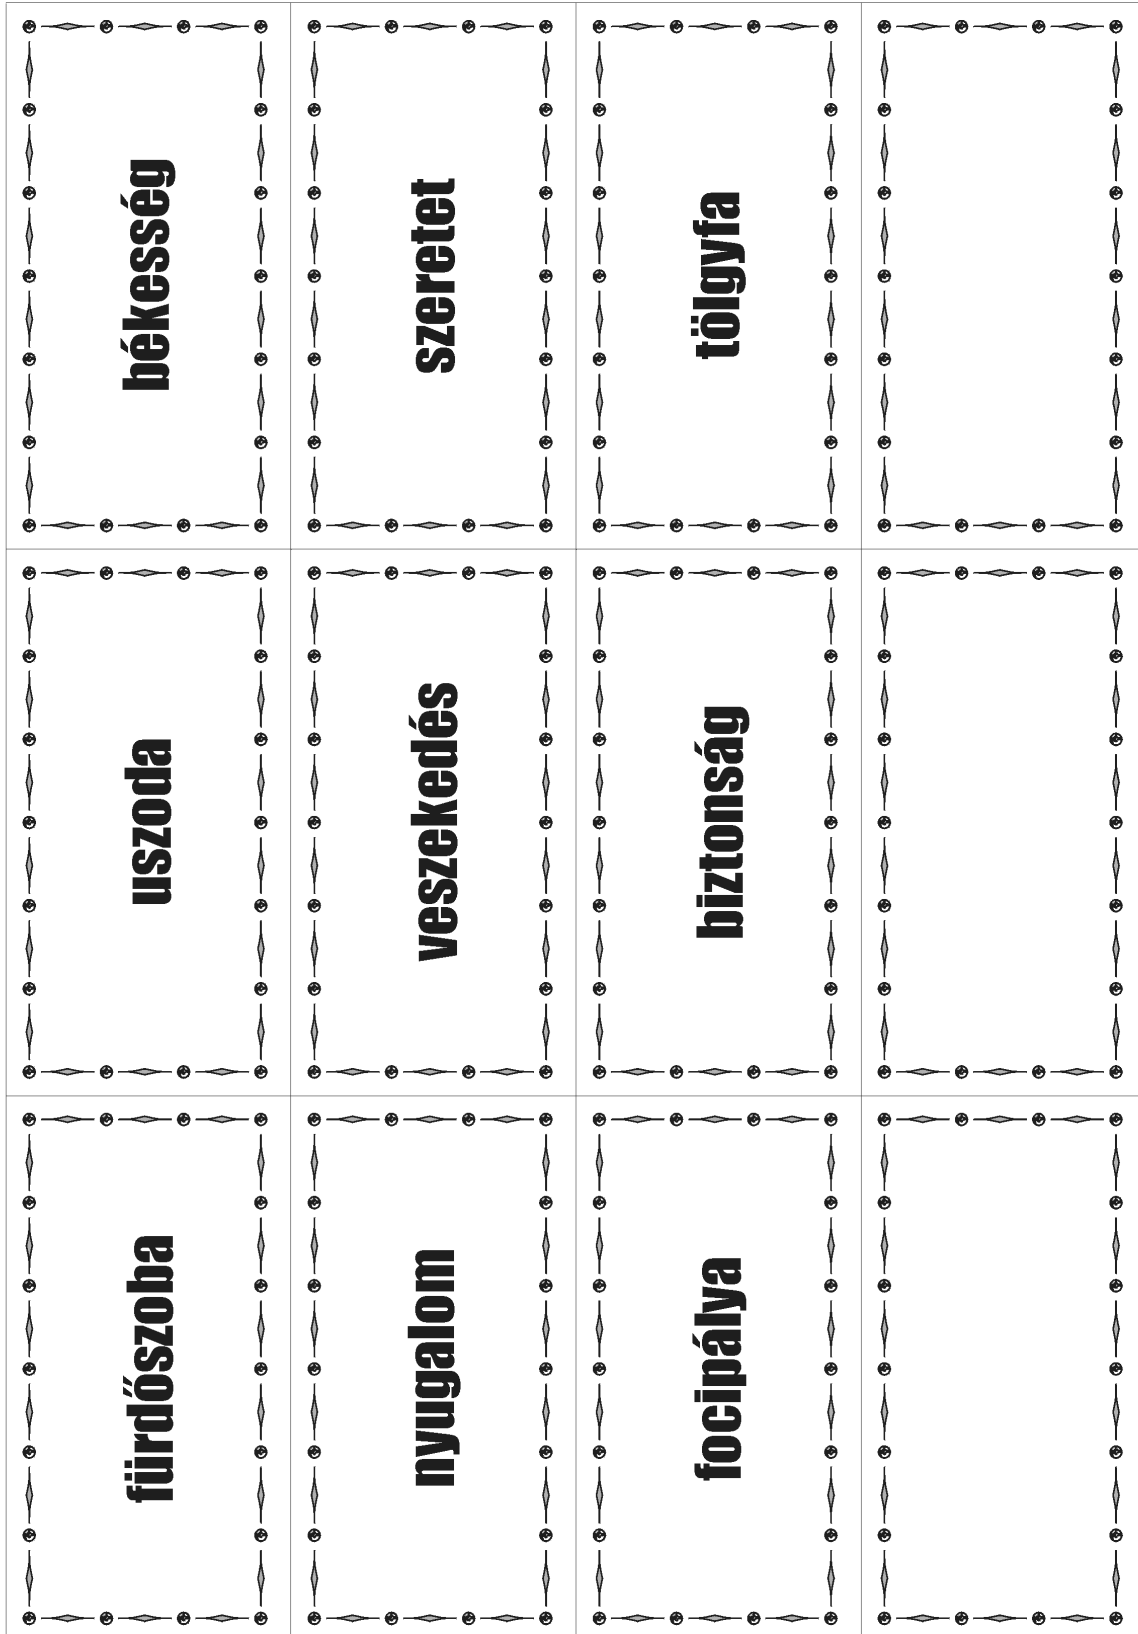 békesség
szeretet
tölgyfa
uszoda
veszekedés
biztonság
fürdőszoba
nyugalom
focipálya